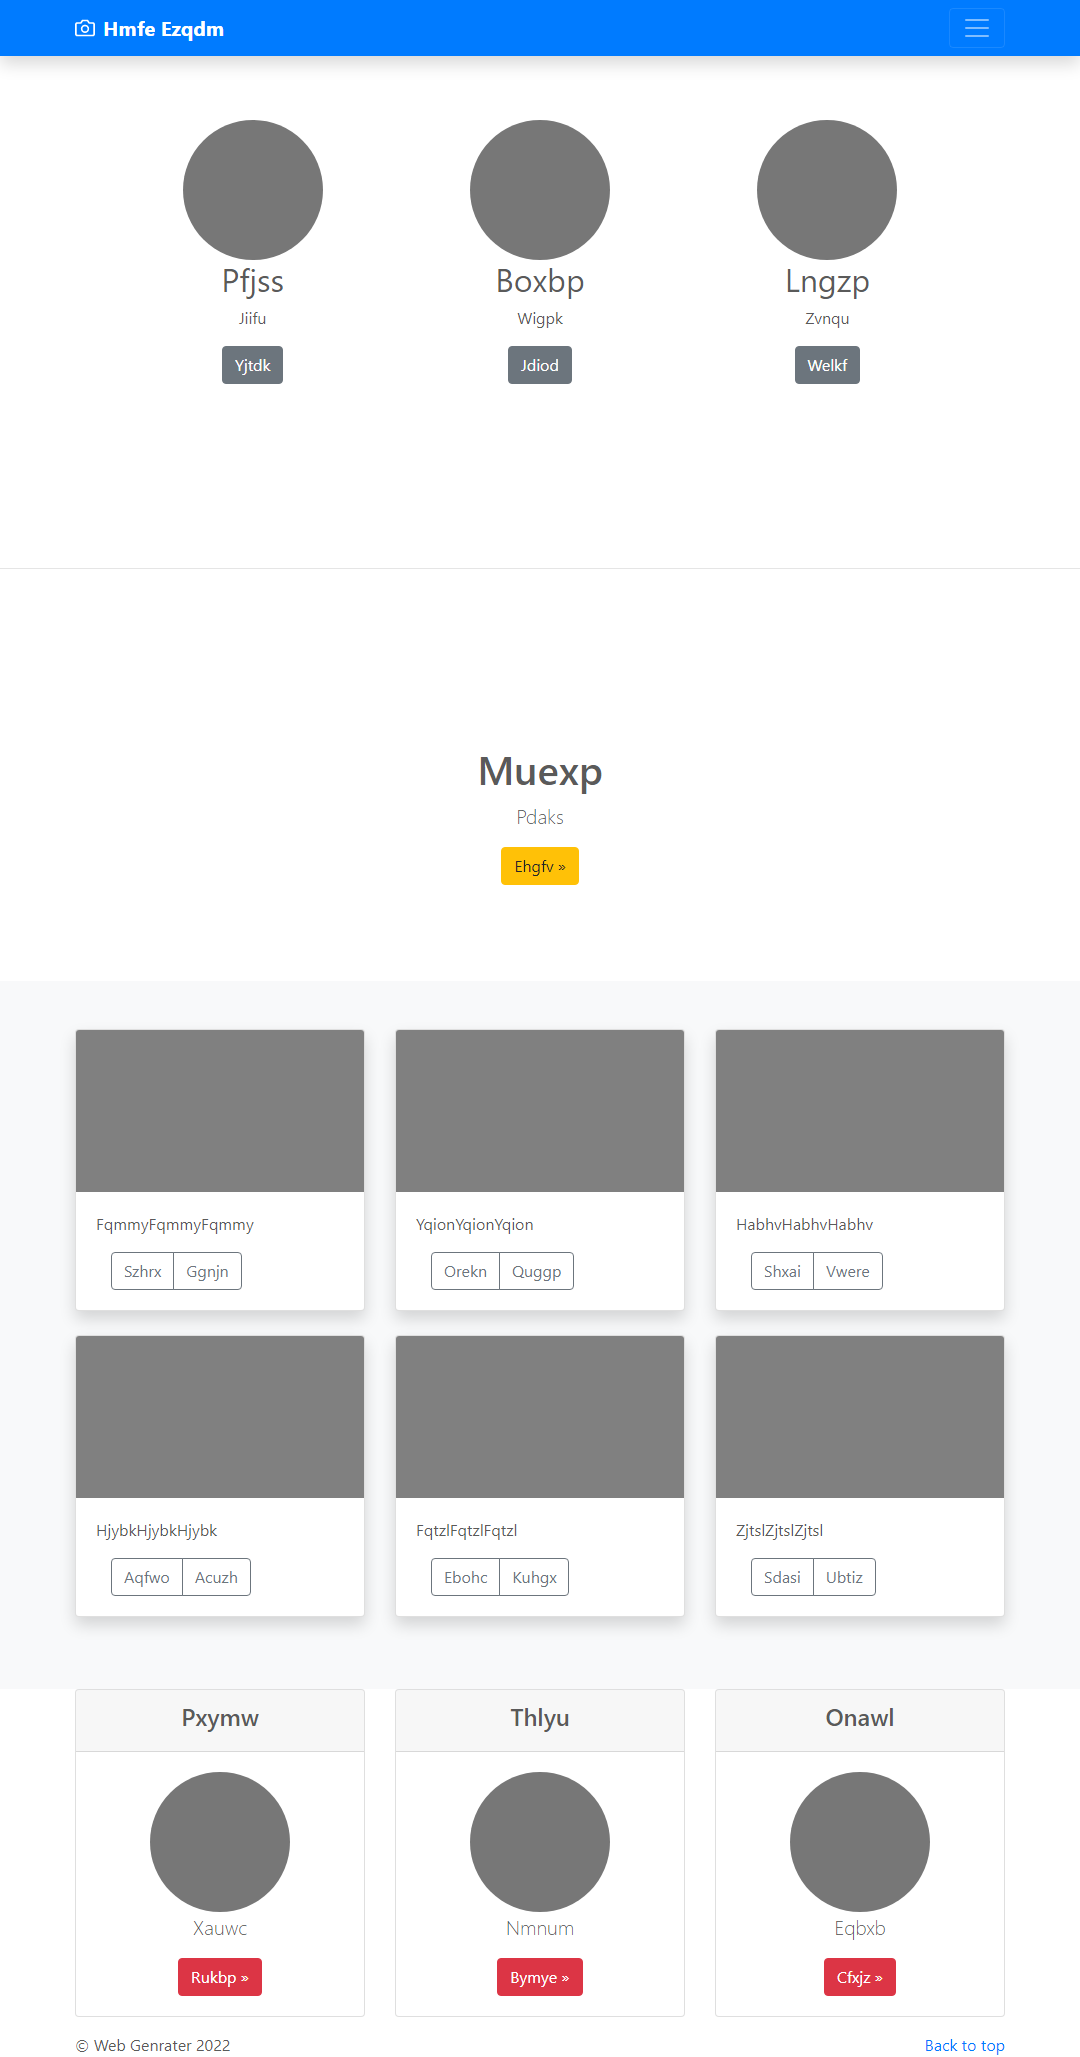 Hmfe Ezqdm
Pfjss
Boxbp
Lngzp
Jiifu
Wigpk
Zvnqu
Yjtdk
Jdiod
Welkf
Muexp
Pdaks
Ehgfv »
FqmmyFqmmyFqmmy
YqionYqionYqion
HabhvHabhvHabhv
Szhrx Ggnjn
Orekn Quggp
Shxai Vwere
HjybkHjybkHjybk
FqtzlFqtzlFqtzl
ZjtslZjtslZjtsl
Aqfwo Acuzh
Ebohc Kuhgx
Sdasi Ubtiz
Pxymw
Thlyu
Onawl
Xauwc
Nmnum
Eqbxb
Rukbp »
Bymye »
Cfxjz »
© Web Genrater 2022
Back to top